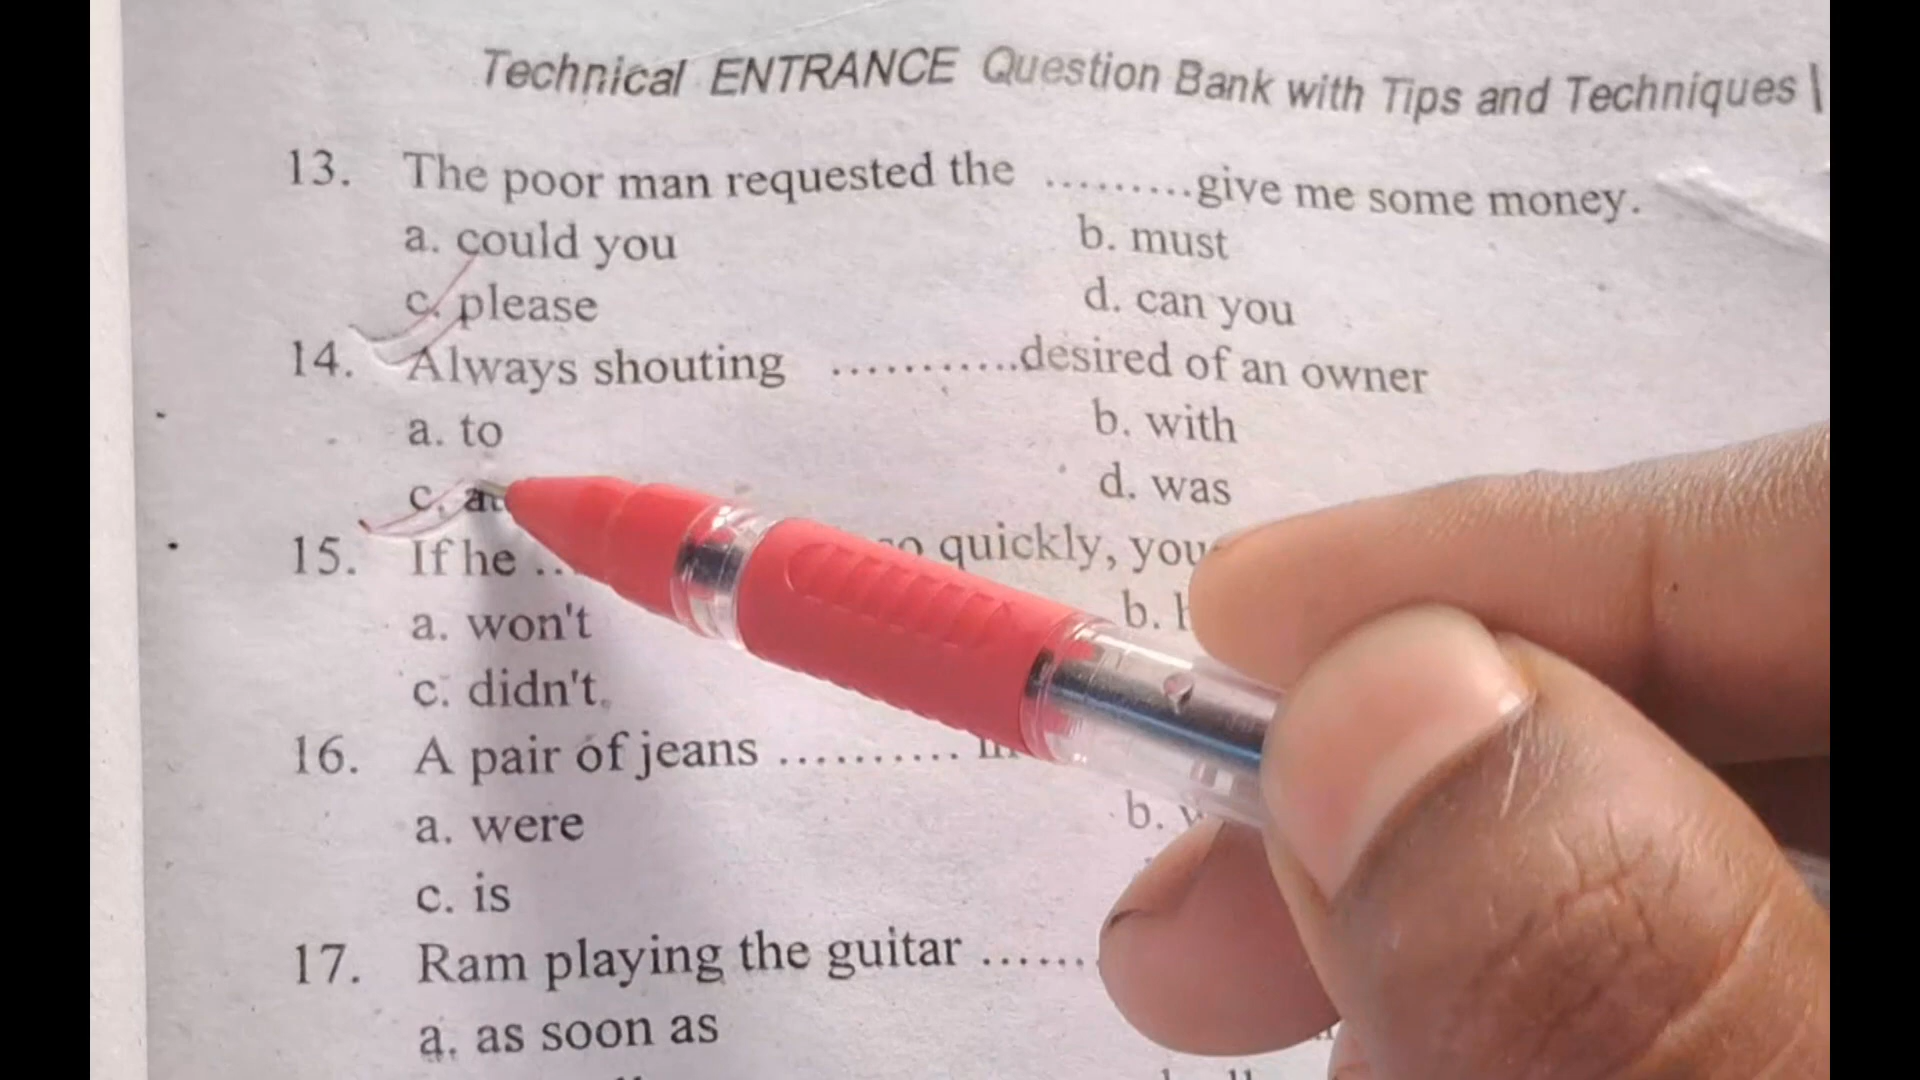 Technical ENTRANCE Question Bank with Tips and Techniques |
13. The poor man requested the .........give me some money.
a. could you b. must
c. please d. can you
14. Always shouting ...........desired of an owner
a. to b. with
c. d. was
15. If he .. quickly,
a. won't b.
c. didn't.
16. A pair of jeans ..........
a. were b.
c. is
17. Ram playing the guitar ......
a. as soon as